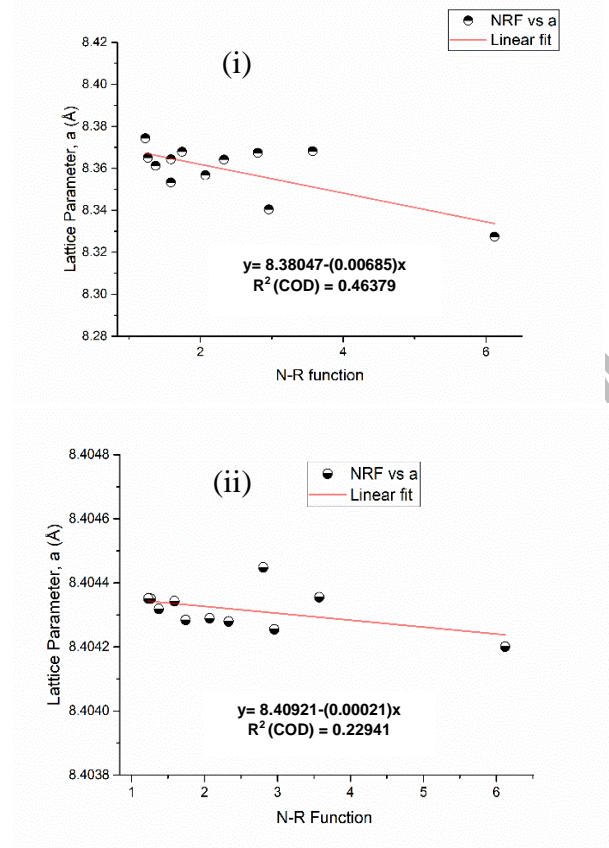 NRF vs a
Linear fit
(i)
8.42
8.40
8.38
8.36
8.34
8.32
8.30
8.28
Lattice Parameter, a (Å)
y= 8.38047-(0.00685)x
R² (COD) = 0.46379
2
4
6
N-R function
8.4048
8.4046
8.4044
8.4042
8.4040
8.4038
Lattice Parameter, a (Å)
(ii)
NRF vs a
Linear fit
y= 8.40921-(0.00021)x
R² (COD) = 0.22941
1
2
3
4
5
6
N-R Function